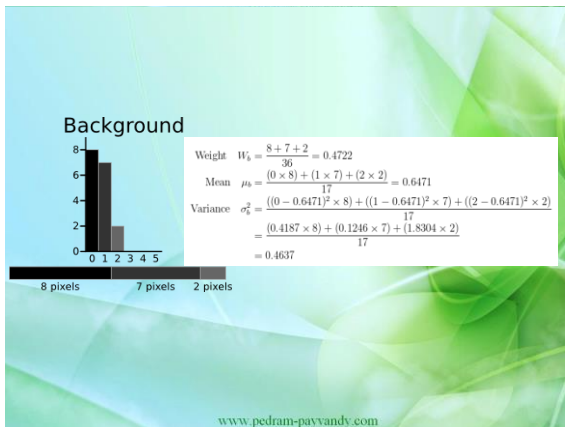 Background
8
6
4
2
0
0 1 2 3 4 5
8 pixels 7 pixels 2 pixels
Weight W_b = (8 + 7 + 2) / 36 = 0.4722
Mean μ_b = ((0 × 8) + (1 × 7) + (2 × 2)) / 17 = 0.6471
Variance σ_b^2 = (((0 − 0.6471)^2 × 8) + ((1 − 0.6471)^2 × 7) + ((2 − 0.6471)^2 × 2)) / 17
= ((0.4187 × 8) + (0.1246 × 7) + (1.8304 × 2)) / 17
= 0.4637
www.pedram-payvandy.com